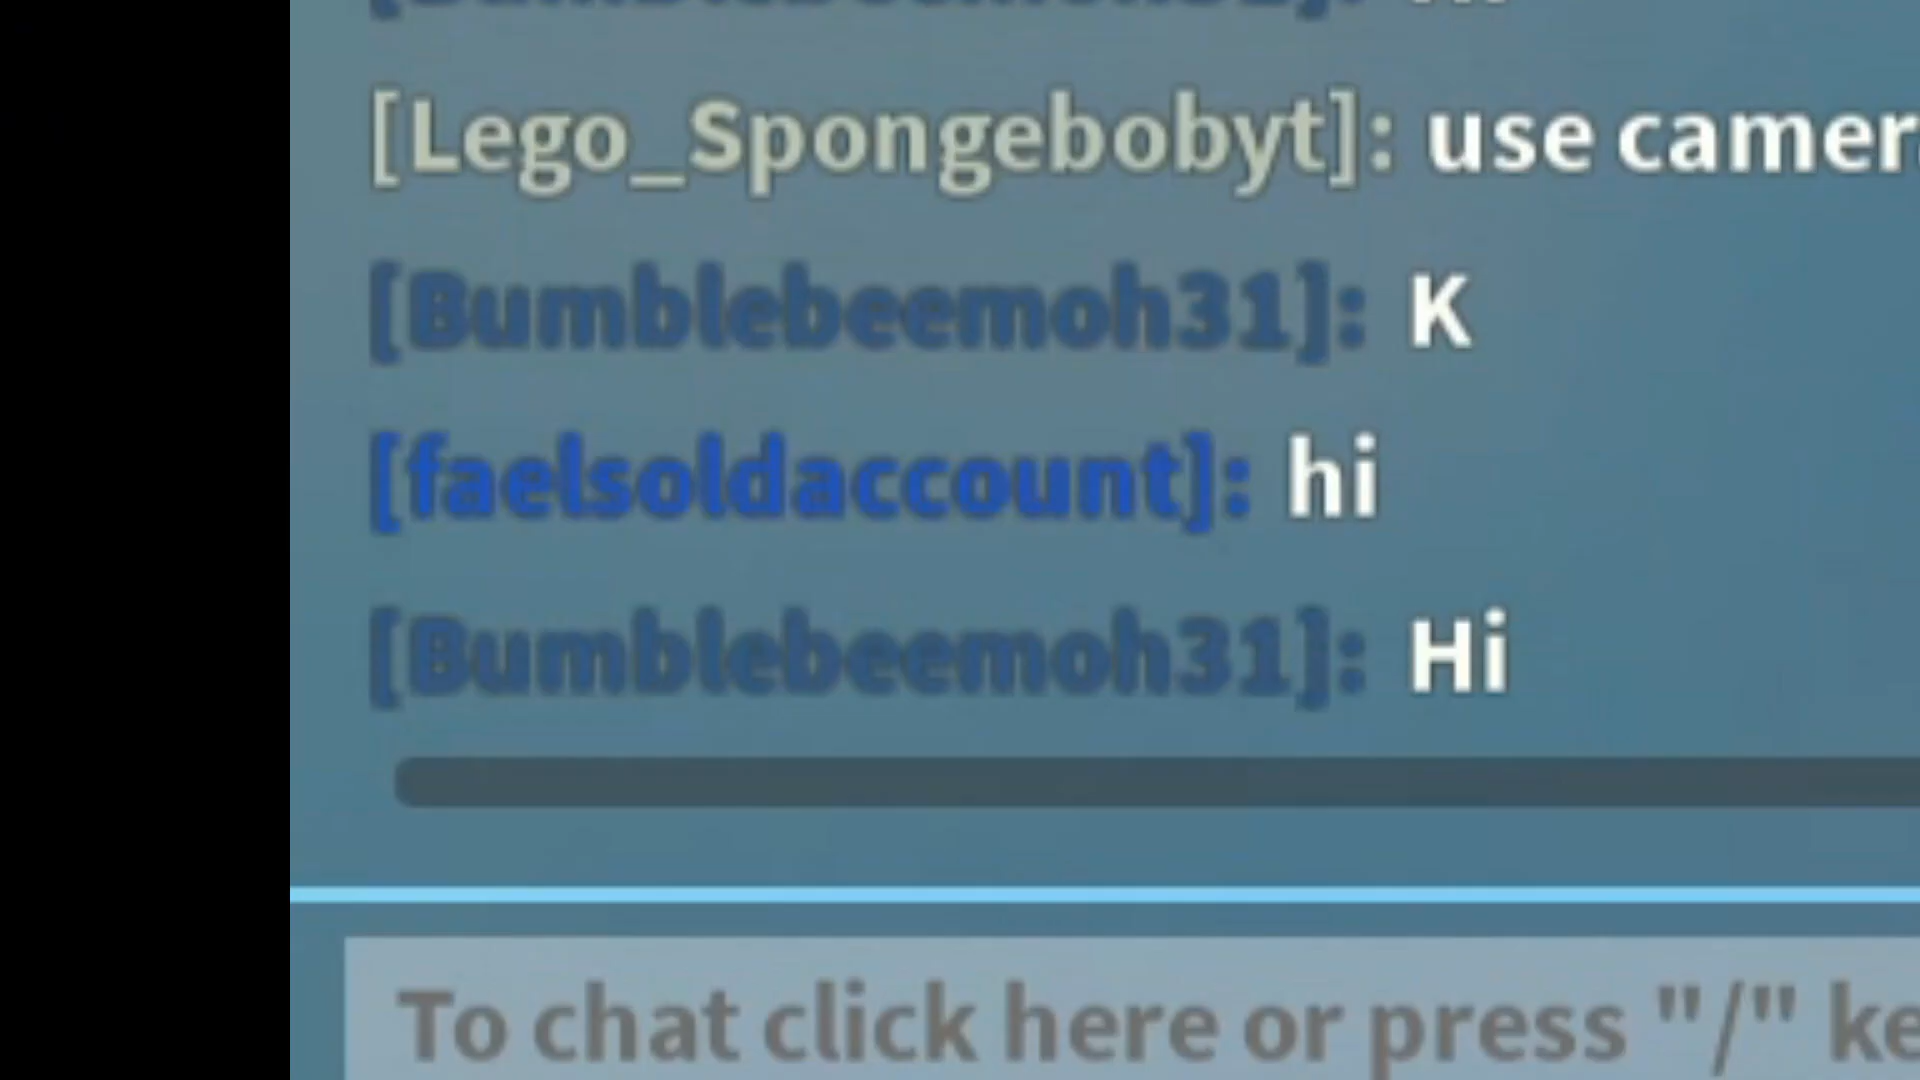 [Lego_Spongebobyt]: use camer
[Bumblebeemoh31]: K
[faelsoldaccount]: hi
[Bumblebeemoh31]: Hi
To chat click here or press "/" ke